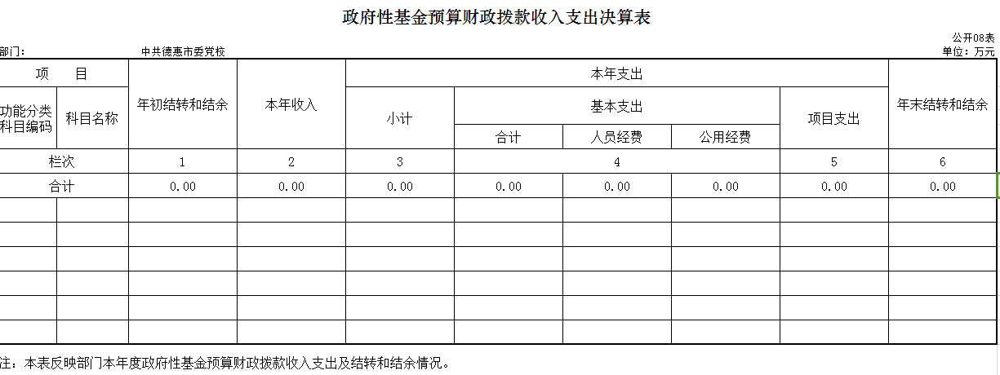 政府性基金预算财政拨款收入支出决算表
公开08表
部门: 中共德惠市委党校 单位: 万元
项 目 年初结转和结余 本年收入 本年支出 年末结转和结余
功能分类科目编码 科目名称 小计 基本支出 项目支出
合计 人员经费 公用经费
栏次 1 2 3 4 5 6
合计 0.00 0.00 0.00 0.00 0.00 0.00 0.00 0.00
注: 本表反映部门本年度政府性基金预算财政拨款收入支出及结转和结余情况。